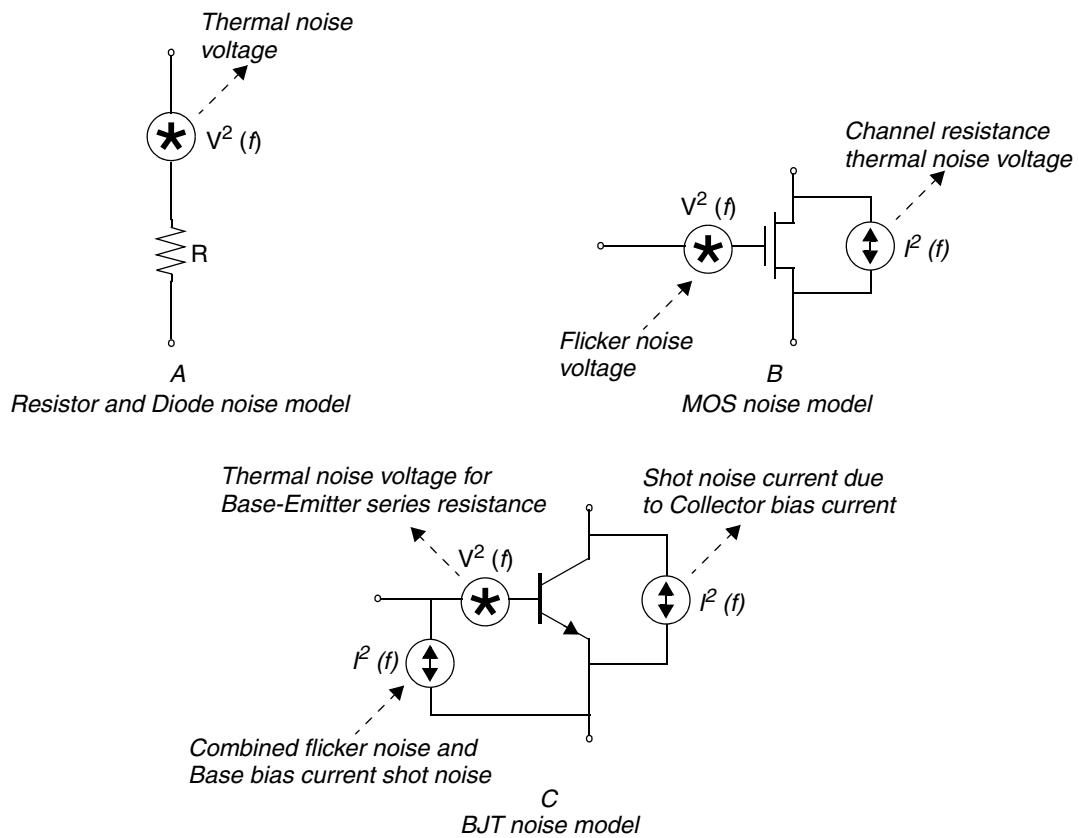 Thermal noise
voltage
V² (f)
R
A
Resistor and Diode noise model
Channel resistance
thermal noise voltage
V² (f)
I² (f)
Flicker noise
voltage
B
MOS noise model
Thermal noise voltage for
Base-Emitter series resistance
Shot noise current due
to Collector bias current
V² (f)
I² (f)
I² (f)
Combined flicker noise and
Base bias current shot noise
C
BJT noise model